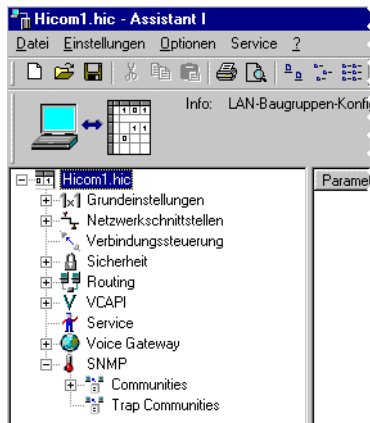 Hicom1.hic - Assistant I
Datei Einstellungen Optionen Service ?
Info: LAN-Baugruppen-Konfi
Hicom1.hic
Paramet
Grundeinstellungen
Netzwerkschnittstellen
Verbindungssteuerung
Sicherheit
Routing
VCAPI
Service
Voice Gateway
SNMP
Communities
Trap Communities